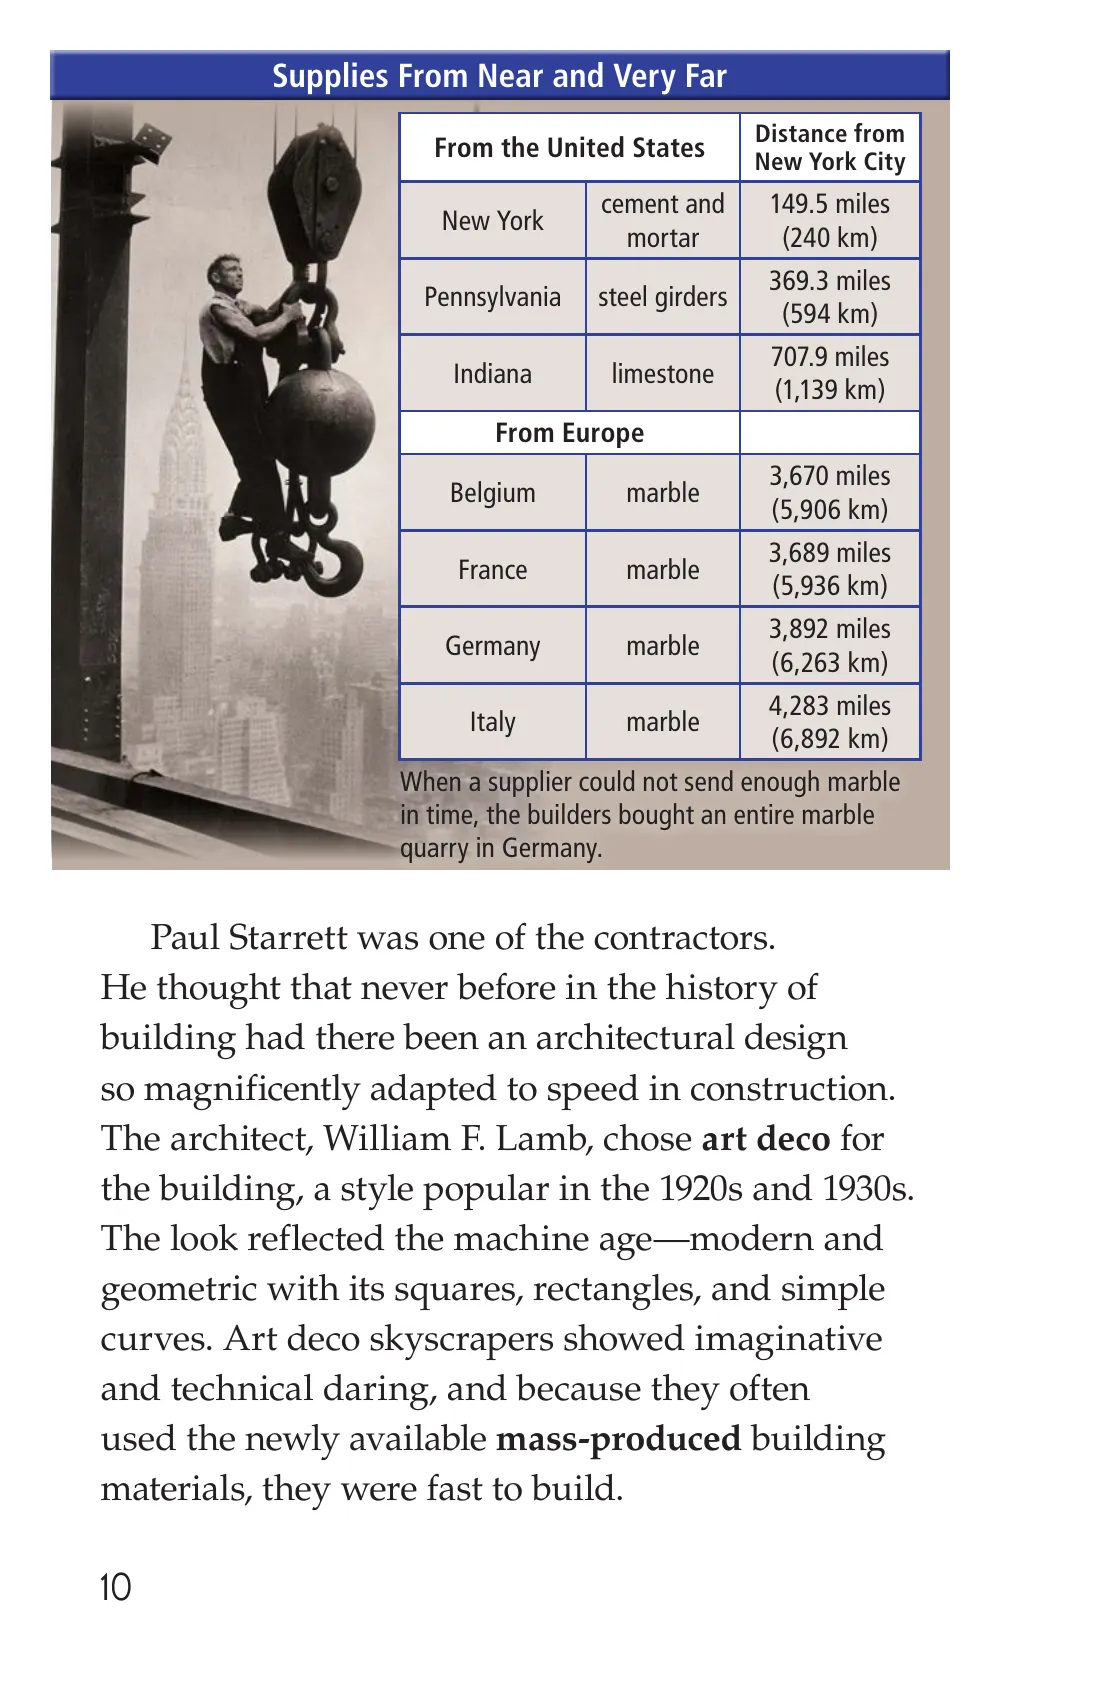 Supplies From Near and Very Far
From the United States
Distance from
New York City
New York
cement and
mortar
149.5 miles
(240 km)
Pennsylvania
steel girders
369.3 miles
(594 km)
Indiana
limestone
707.9 miles
(1,139 km)
From Europe
Belgium
marble
3,670 miles
(5,906 km)
France
marble
3,689 miles
(5,936 km)
Germany
marble
3,892 miles
(6,263 km)
Italy
marble
4,283 miles
(6,892 km)
When a supplier could not send enough marble
in time, the builders bought an entire marble
quarry in Germany.
Paul Starrett was one of the contractors.
He thought that never before in the history of
building had there been an architectural design
so magnificently adapted to speed in construction.
The architect, William F. Lamb, chose art deco for
the building, a style popular in the 1920s and 1930s.
The look reflected the machine age—modern and
geometric with its squares, rectangles, and simple
curves. Art deco skyscrapers showed imaginative
and technical daring, and because they often
used the newly available mass-produced building
materials, they were fast to build.
10